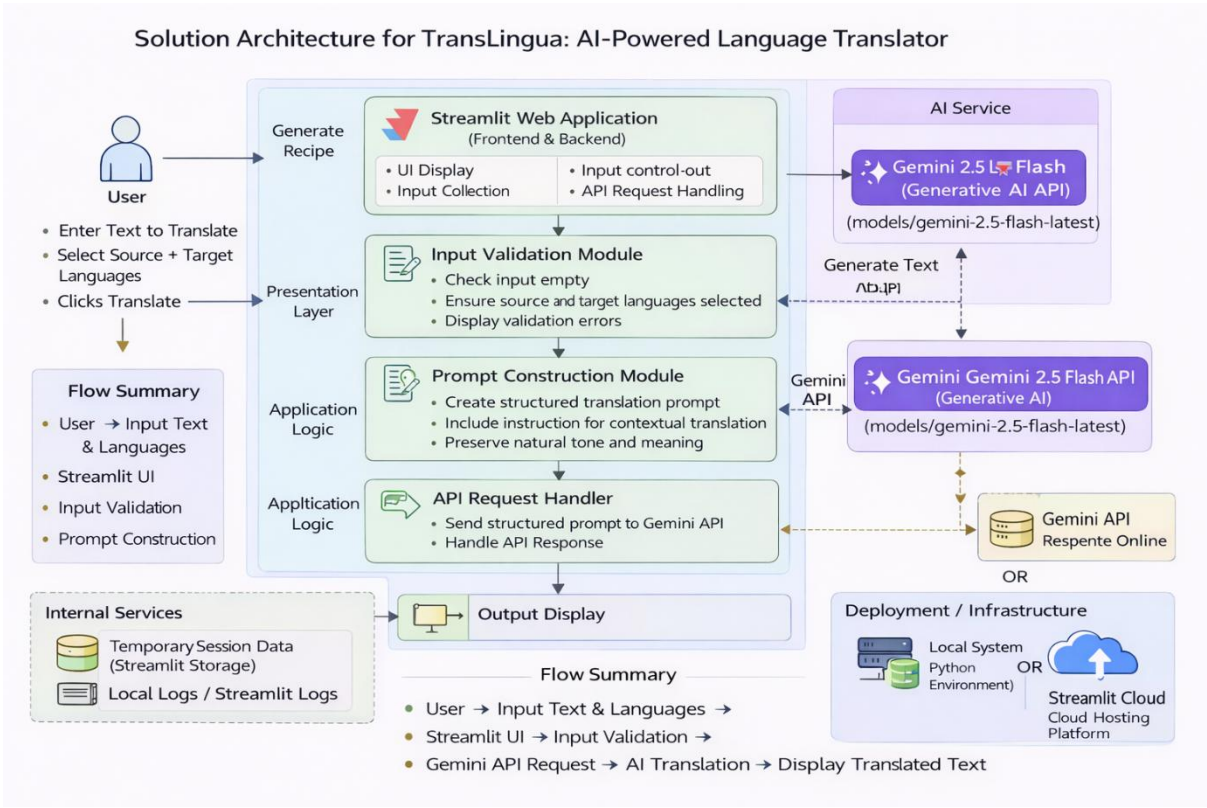 Solution Architecture for TransLingua: AI-Powered Language Translator
User
• Enter Text to Translate
• Select Source + Target
Languages
• Clicks Translate
Flow Summary
• User → Input Text
& Languages
• Streamlit UI
• Input Validation
• Prompt Construction
Generate
Recipe
Presentation
Layer
Application
Logic
Appltication
Logic
Streamlit Web Application
(Frontend & Backend)
• UI Display
• Input Collection
• Input control-out
• API Request Handling
Input Validation Module
• Check input empty
• Ensure source and target languages selected
• Display validation errors
Prompt Construction Module
• Create structured translation prompt
• Include instruction for contextual translation
• Preserve natural tone and meaning
API Request Handler
• Send structured prompt to Gemini API
• Handle API Response
Output Display
AI Service
Gemini 2.5 Flash
(Generative AI API)
(models/gemini-2.5-flash-latest)
Generate Text
Gemini
API
Gemini Gemini 2.5 Flash API
(Generative AI)
(models/gemini-2.5-flash-latest)
Gemini API
Respente Online
OR
Internal Services
Temporary Session Data
(Streamlit Storage)
Local Logs / Streamlit Logs
Deployment / Infrastructure
Local System
Python
Environment)
OR
Streamlit Cloud
Cloud Hosting
Platform
Flow Summary
• User → Input Text & Languages →
• Streamlit UI → Input Validation →
• Gemini API Request → AI Translation → Display Translated Text